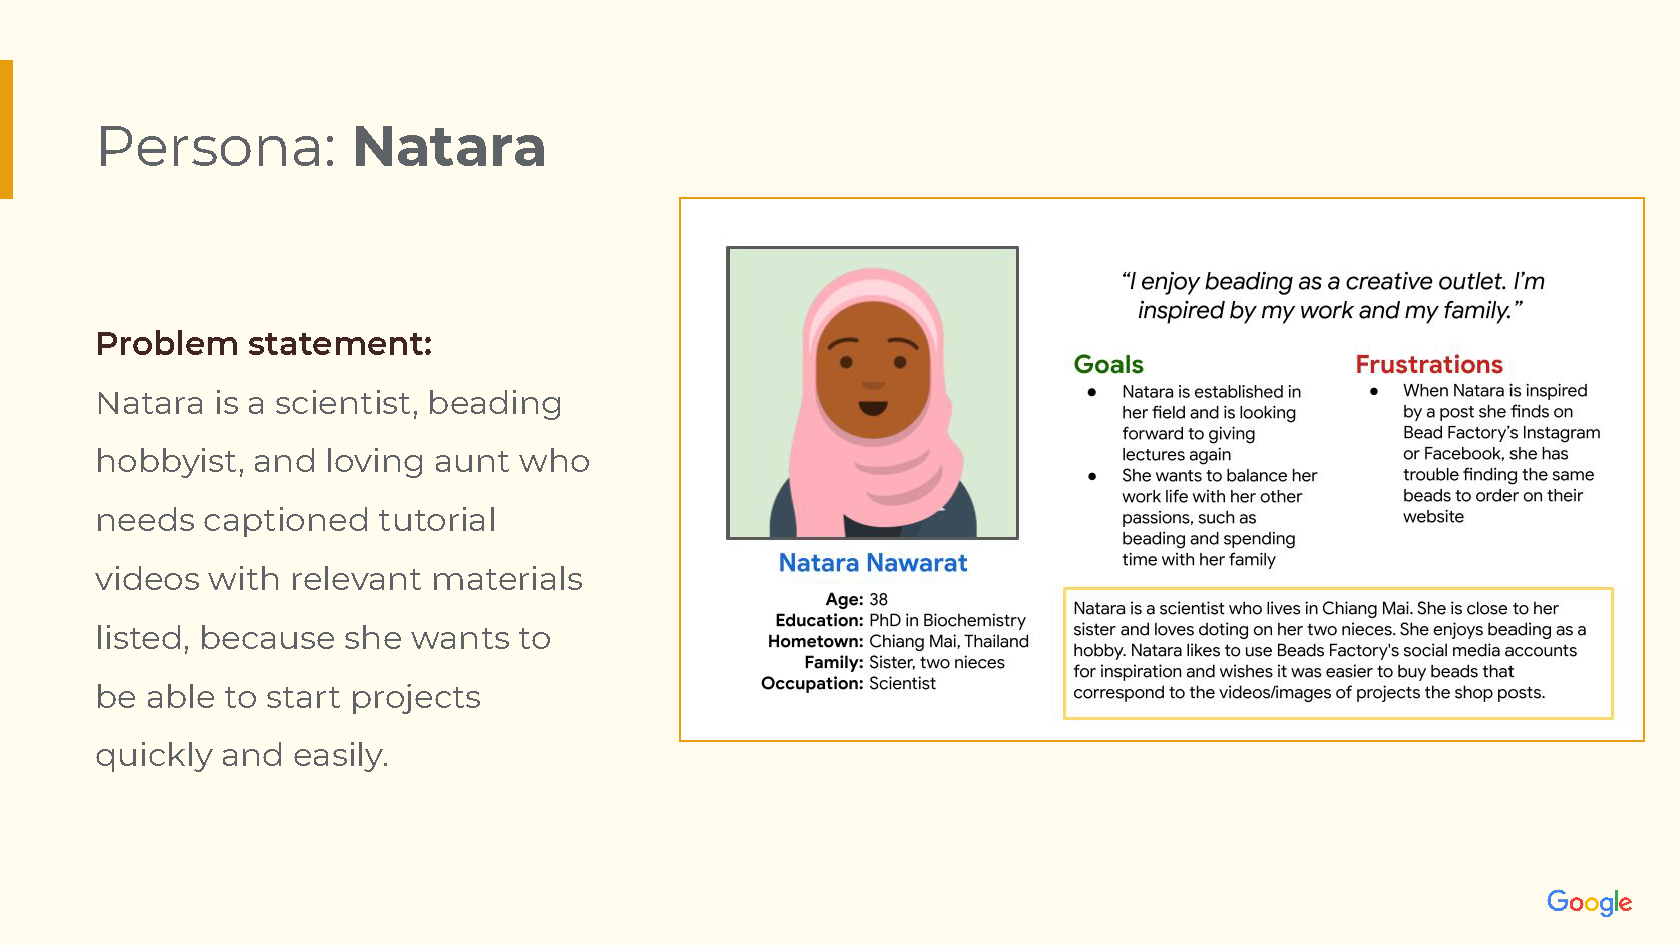 Persona: Natara
Problem statement:
Natara is a scientist, beading
hobbyist, and loving aunt who
needs captioned tutorial
videos with relevant materials
listed, because she wants to
be able to start projects
quickly and easily.
Natara Nawarat
Age: 38
Education: PhD in Biochemistry
Hometown: Chiang Mai, Thailand
Family: Sister, two nieces
Occupation: Scientist
“I enjoy beading as a creative outlet. I’m
inspired by my work and my family.”
Goals
● Natara is established in
her field and is looking
forward to giving
lectures again
● She wants to balance her
work life with her other
passions, such as
beading and spending
time with her family
Frustrations
● When Natara is inspired
by a post she finds on
Bead Factory’s Instagram
or Facebook, she has
trouble finding the same
beads to order on their
website
Natara is a scientist who lives in Chiang Mai. She is close to her
sister and loves doting on her two nieces. She enjoys beading as a
hobby. Natara likes to use Beads Factory's social media accounts
for inspiration and wishes it was easier to buy beads that
correspond to the videos/images of projects the shop posts.
Google